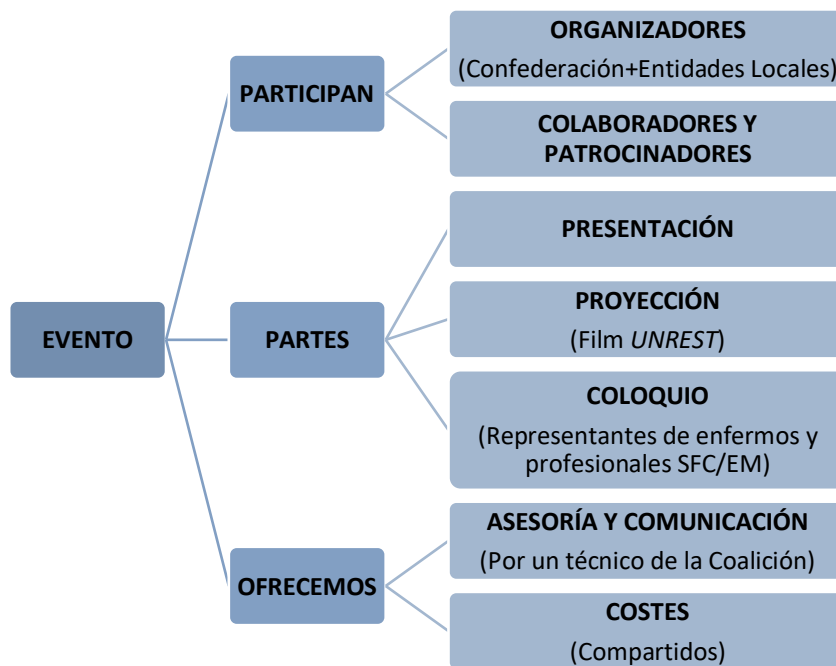 EVENTO
PARTICIPAN
ORGANIZADORES
(Confederación+Entidades Locales)
COLABORADORES Y
PATROCINADORES
PARTES
PRESENTACIÓN
PROYECCIÓN
(Film UNREST)
COLOQUIO
(Representantes de enfermos y
profesionales SFC/EM)
OFRECEMOS
ASESORÍA Y COMUNICACIÓN
(Por un técnico de la Coalición)
COSTES
(Compartidos)